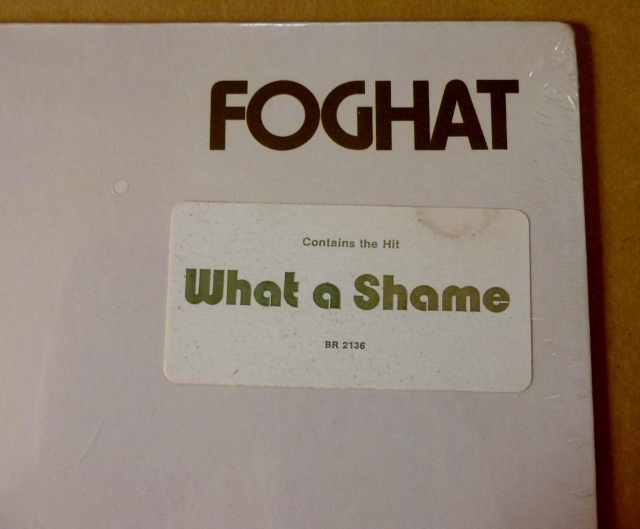 FOGHAT
Contains the Hit
What a Shame
BR 2136